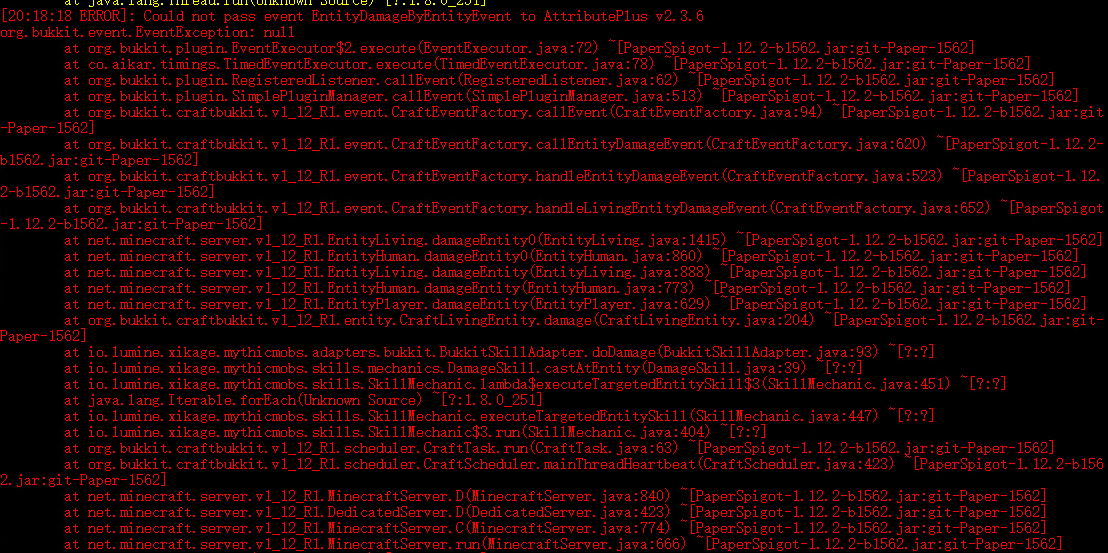 at java.lang.Thread.run(Unknown Source) [?:1.8.0_251]
[20:18:18 ERROR]: Could not pass event EntityDamageByEntityEvent to AttributePlus v2.3.6
org.bukkit.event.EventException: null
at org.bukkit.plugin.EventExecutor$2.execute(EventExecutor.java:72) ~[PaperSpigot-1.12.2-b1562.jar:git-Paper-1562]
at co.aikar.timings.TimedEventExecutor.execute(TimedEventExecutor.java:78) ~[PaperSpigot-1.12.2-b1562.jar:git-Paper-1562]
at org.bukkit.plugin.RegisteredListener.callEvent(RegisteredListener.java:62) ~[PaperSpigot-1.12.2-b1562.jar:git-Paper-1562]
at org.bukkit.plugin.SimplePluginManager.callEvent(SimplePluginManager.java:513) ~[PaperSpigot-1.12.2-b1562.jar:git-Paper-1562]
at org.bukkit.craftbukkit.v1_12_R1.event.CraftEventFactory.callEvent(CraftEventFactory.java:94) ~[PaperSpigot-1.12.2-b1562.jar:git
-Paper-1562]
at org.bukkit.craftbukkit.v1_12_R1.event.CraftEventFactory.callEntityDamageEvent(CraftEventFactory.java:620) ~[PaperSpigot-1.12.2-
b1562.jar:git-Paper-1562]
at org.bukkit.craftbukkit.v1_12_R1.event.CraftEventFactory.handleEntityDamageEvent(CraftEventFactory.java:523) ~[PaperSpigot-1.12.
2-b1562.jar:git-Paper-1562]
at org.bukkit.craftbukkit.v1_12_R1.event.CraftEventFactory.handleLivingEntityDamageEvent(CraftEventFactory.java:652) ~[PaperSpigot
-1.12.2-b1562.jar:git-Paper-1562]
at net.minecraft.server.v1_12_R1.EntityLiving.damageEntity0(EntityLiving.java:1415) ~[PaperSpigot-1.12.2-b1562.jar:git-Paper-1562]
at net.minecraft.server.v1_12_R1.EntityHuman.damageEntity0(EntityHuman.java:860) ~[PaperSpigot-1.12.2-b1562.jar:git-Paper-1562]
at net.minecraft.server.v1_12_R1.EntityLiving.damageEntity(EntityLiving.java:888) ~[PaperSpigot-1.12.2-b1562.jar:git-Paper-1562]
at net.minecraft.server.v1_12_R1.EntityHuman.damageEntity(EntityHuman.java:773) ~[PaperSpigot-1.12.2-b1562.jar:git-Paper-1562]
at net.minecraft.server.v1_12_R1.EntityPlayer.damageEntity(EntityPlayer.java:629) ~[PaperSpigot-1.12.2-b1562.jar:git-Paper-1562]
at org.bukkit.craftbukkit.v1_12_R1.entity.CraftLivingEntity.damage(CraftLivingEntity.java:204) ~[PaperSpigot-1.12.2-b1562.jar:git-
Paper-1562]
at io.lumine.xikage.mythicmobs.adapters.bukkit.BukkitSkillAdapter.doDamage(BukkitSkillAdapter.java:93) ~[?:?]
at io.lumine.xikage.mythicmobs.skills.mechanics.DamageSkill.castAtEntity(DamageSkill.java:39) ~[?:?]
at io.lumine.xikage.mythicmobs.skills.SkillMechanic.lambda$executeTargetedEntitySkill$3(SkillMechanic.java:451) ~[?:?]
at java.lang.Iterable.forEach(Unknown Source) ~[?:1.8.0_251]
at io.lumine.xikage.mythicmobs.skills.SkillMechanic.executeTargetedEntitySkill(SkillMechanic.java:447) ~[?:?]
at io.lumine.xikage.mythicmobs.skills.SkillMechanic$3.run(SkillMechanic.java:404) ~[?:?]
at org.bukkit.craftbukkit.v1_12_R1.scheduler.CraftTask.run(CraftTask.java:63) ~[PaperSpigot-1.12.2-b1562.jar:git-Paper-1562]
at org.bukkit.craftbukkit.v1_12_R1.scheduler.CraftScheduler.mainThreadHeartbeat(CraftScheduler.java:423) ~[PaperSpigot-1.12.2-b156
2.jar:git-Paper-1562]
at net.minecraft.server.v1_12_R1.MinecraftServer.D(MinecraftServer.java:840) ~[PaperSpigot-1.12.2-b1562.jar:git-Paper-1562]
at net.minecraft.server.v1_12_R1.DedicatedServer.D(DedicatedServer.java:423) ~[PaperSpigot-1.12.2-b1562.jar:git-Paper-1562]
at net.minecraft.server.v1_12_R1.MinecraftServer.C(MinecraftServer.java:774) ~[PaperSpigot-1.12.2-b1562.jar:git-Paper-1562]
at net.minecraft.server.v1_12_R1.MinecraftServer.run(MinecraftServer.java:666) ~[PaperSpigot-1.12.2-b1562.jar:git-Paper-1562]